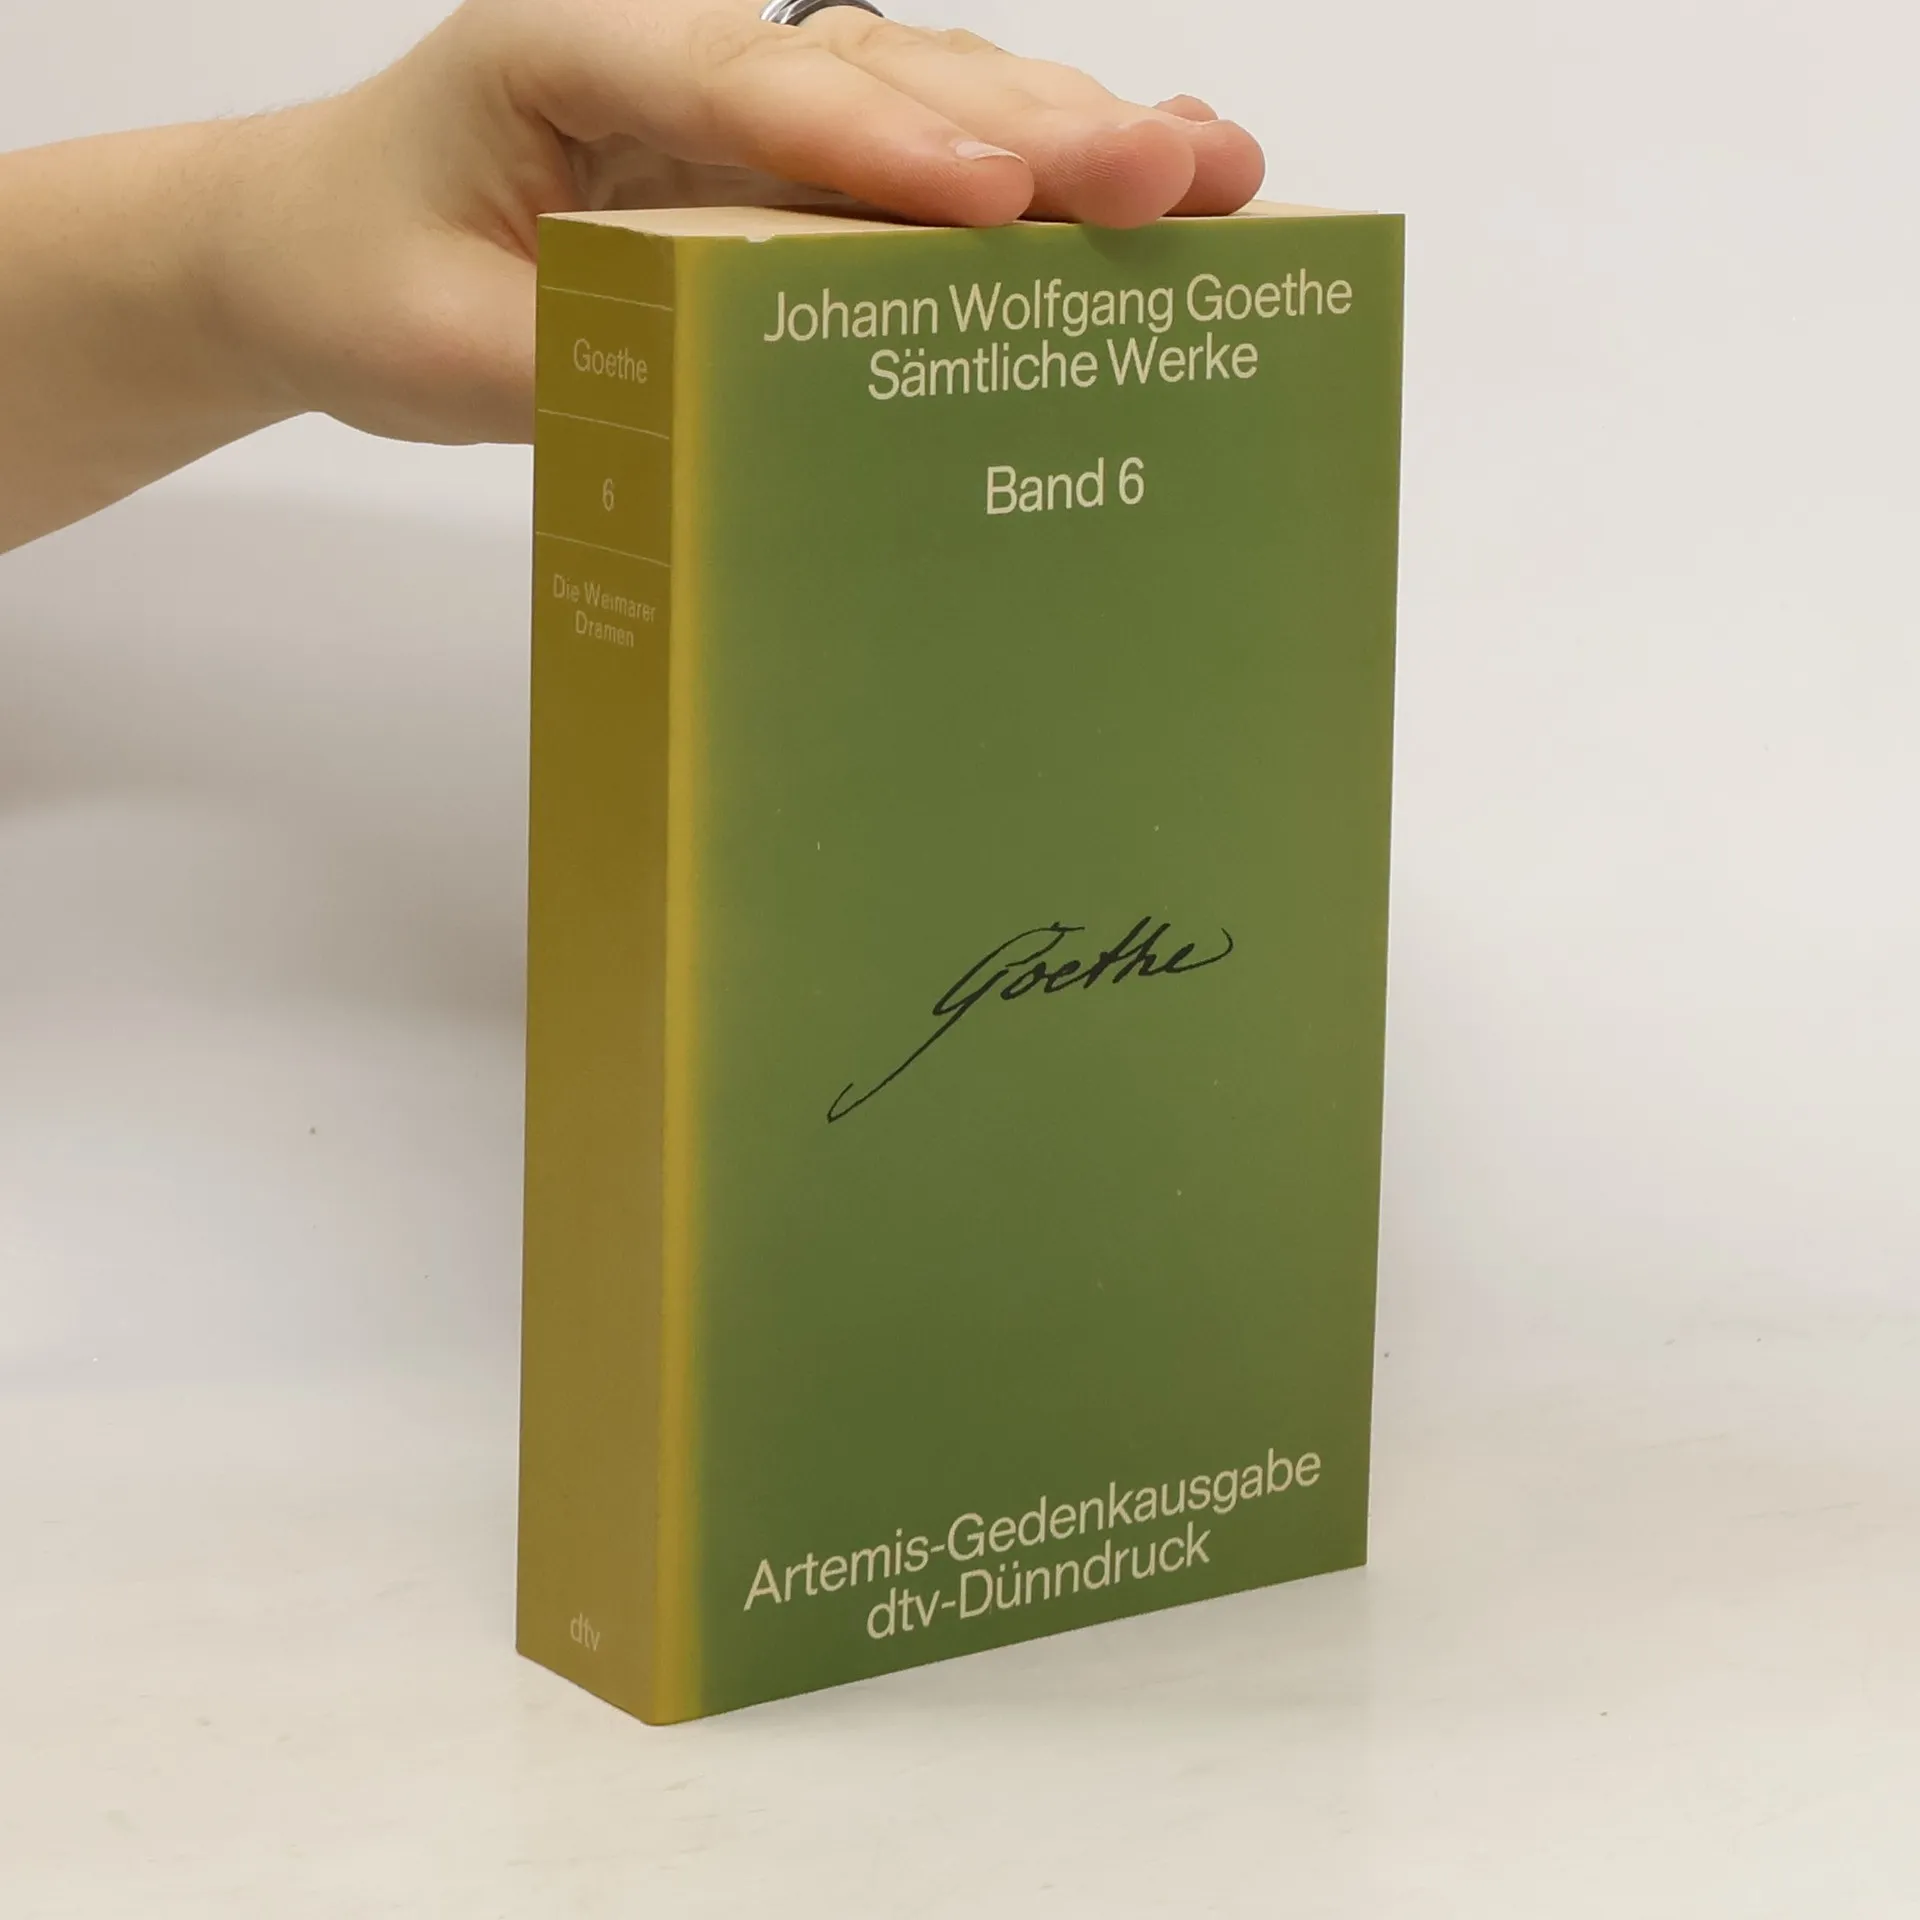 Goethe
6
Die Weimarer
Dramen
dtv
Johann Wolfgang Goethe
Sämtliche Werke
Band 6
Goethe
Artemis-Gedenkausgabe
dtv-Dünndruck